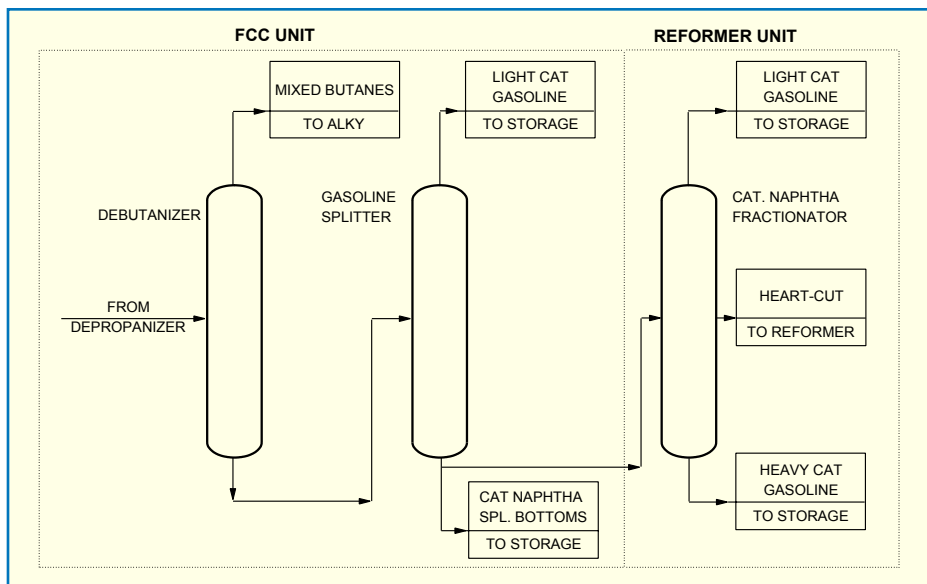 FCC UNIT
REFORMER UNIT
MIXED BUTANES
TO ALKY
LIGHT CAT
GASOLINE
TO STORAGE
LIGHT CAT
GASOLINE
TO STORAGE
DEBUTANIZER
GASOLINE
SPLITTER
CAT. NAPHTHA
FRACTIONATOR
FROM
DEPROPANIZER
HEART-CUT
TO REFORMER
CAT NAPHTHA
SPL. BOTTOMS
TO STORAGE
HEAVY CAT
GASOLINE
TO STORAGE